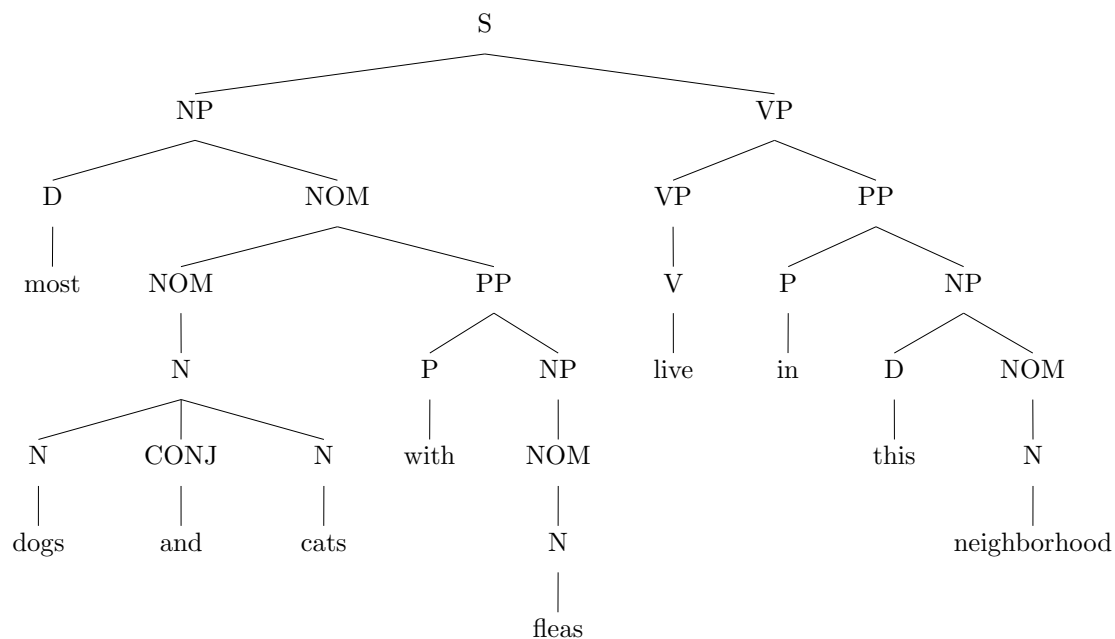 S
NP VP
D NOM VP PP
most NOM PP V P NP
N P NP live in D NOM
N CONJ N with NOM this N
dogs and cats N neighborhood
fleas